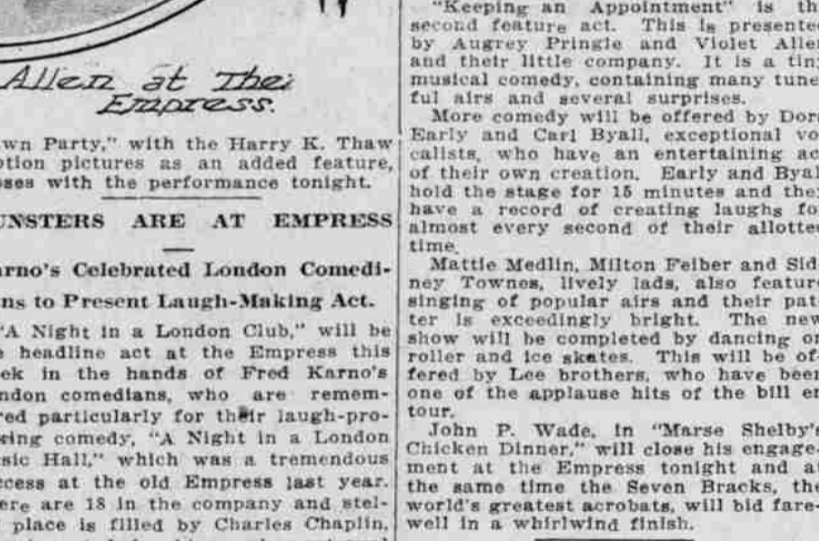 Allen at The
Empress.
wn Party," with the Harry K. Thaw
otion pictures as an added feature,
oses with the performance tonight.
UNSTERS ARE AT EMPRESS
arno's Celebrated London Comedi-
ns to Present Laugh-Making Act.
"A Night in a London Club," will be
e headline act at the Empress this
eek in the hands of Fred Karno's
ndon comedians, who are remem-
red particularly for their laugh-pro-
king comedy, "A Night in a London
sic Hall," which was a tremendous
ccess at the old Empress last year.
ere are 18 in the company and stel-
place is filled by Charles Chaplin,
"Keeping an Appointment" is th
second feature act. This is presented
by Augrey Pringle and Violet Allen
and their little company. It is a tiny
musical comedy, containing many tune-
ful airs and several surprises.
More comedy will be offered by Dora
Early and Carl Byall, exceptional vo-
calists, who have an entertaining ac
of their own creation. Early and Byal
hold the stage for 15 minutes and they
have a record of creating laughs fo
almost every second of their allotted
time.
Mattie Medlin, Milton Feiber and Sid-
ney Townes, lively lads, also feature
singing of popular airs and their pat-
ter is exceedingly bright. The new
show will be completed by dancing on
roller and ice skates. This will be of-
fered by Lee brothers, who have been
one of the applause hits of the bill en
tour.
John P. Wade, in "Marse Shelby's
Chicken Dinner," will close his engage-
ment at the Empress tonight and at
the same time the Seven Bracks, the
world's greatest acrobats, will bid fare-
well in a whirlwind finish.